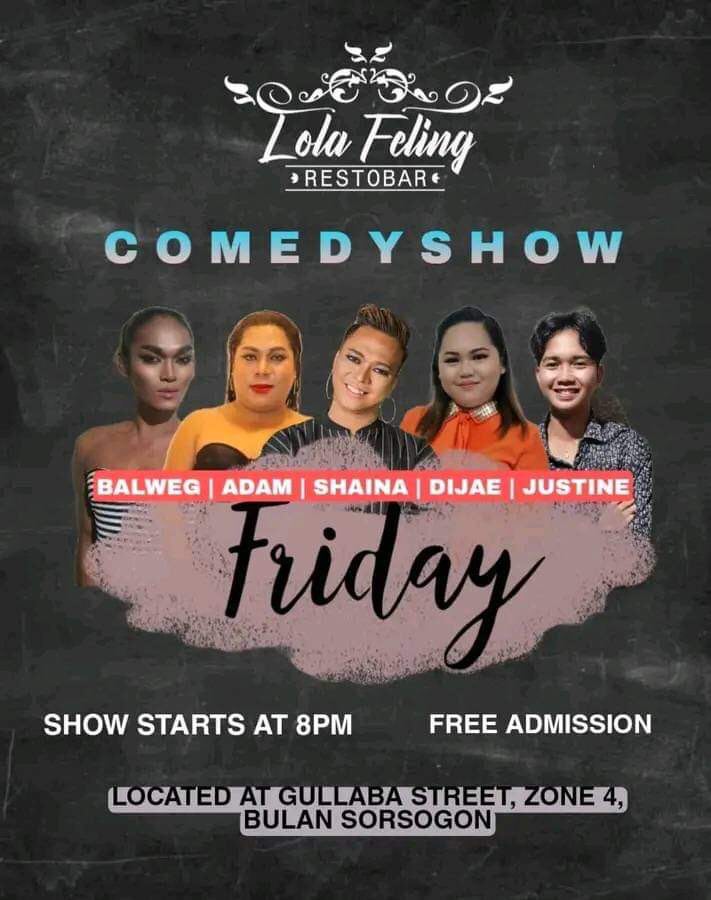 Lola Feling
RESTOBAR
COMEDYSHOW
BALWEG | ADAM | SHAINA | DIJAE | JUSTINE
Friday
SHOW STARTS AT 8PM
FREE ADMISSION
LOCATED AT GULLABA STREET, ZONE 4,
BULAN SORSOGON